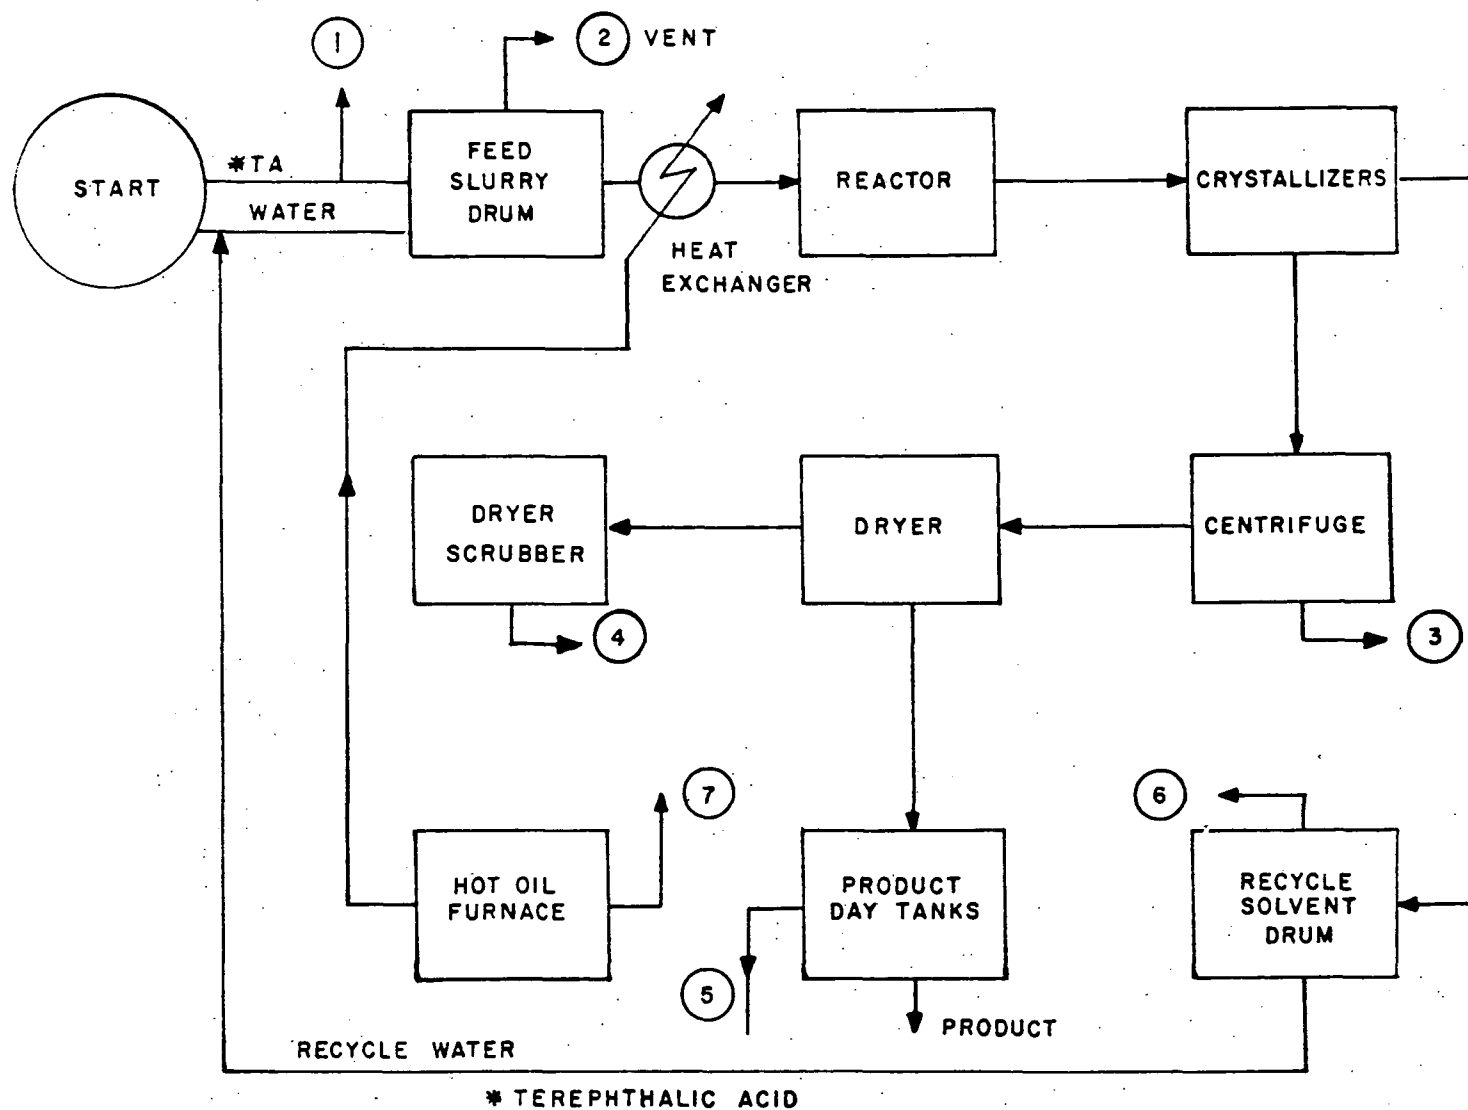 1
2 VENT
START
*TA
WATER
FEED
SLURRY
DRUM
HEAT
EXCHANGER
REACTOR
CRYSTALLIZERS
DRYER
SCRUBBER
DRYER
CENTRIFUGE
4
3
7
6
HOT OIL
FURNACE
PRODUCT
DAY TANKS
RECYCLE
SOLVENT
DRUM
5
PRODUCT
RECYCLE WATER
* TEREPHTHALIC ACID